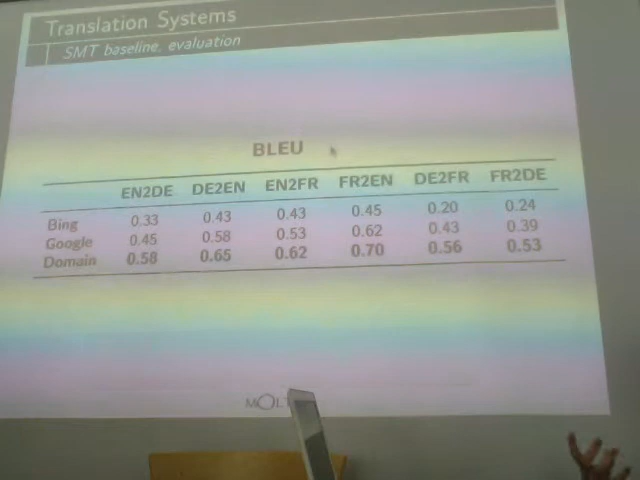 Translation Systems
SMT baseline, evaluation
BLEU
EN2DE DE2EN EN2FR FR2EN DE2FR FR2DE
Bing 0.33 0.43 0.43 0.45 0.20 0.24
Google 0.45 0.58 0.53 0.62 0.43 0.39
Domain 0.58 0.65 0.62 0.70 0.56 0.53